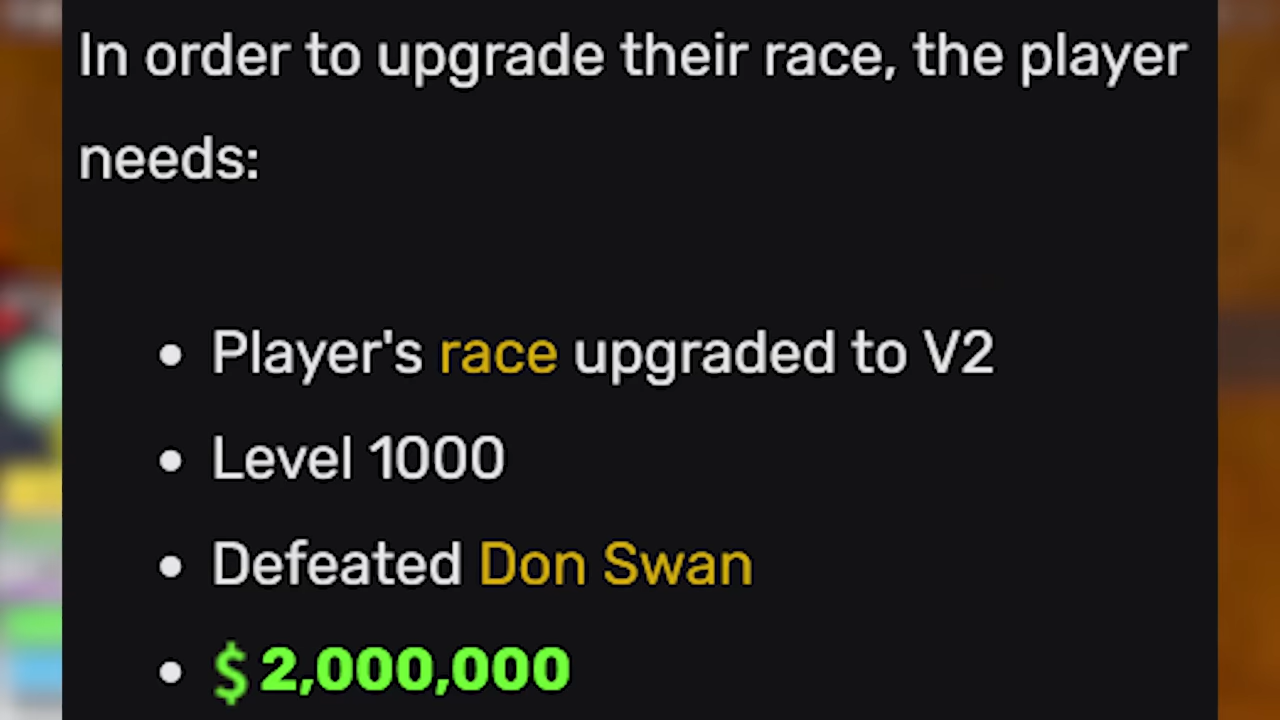 In order to upgrade their race, the player
needs:
• Player's race upgraded to V2
• Level 1000
• Defeated Don Swan
• $ 2,000,000